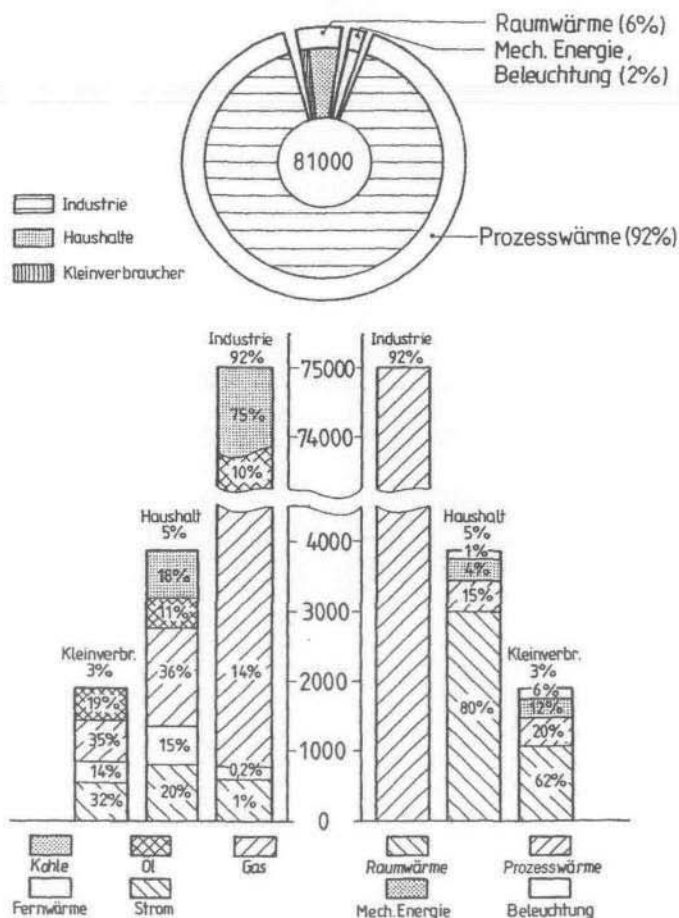 Raumwärme (6%)
Mech. Energie,
Beleuchtung (2%)
81000
Industrie
Haushalte
Kleinverbraucher
Prozesswärme (92%)
Industrie
92%
75%
10%
14%
0,2%
1%
Haushalt
5%
18%
11%
36%
15%
20%
Kleinverbr.
3%
19%
35%
14%
32%
75000
74000
4000
3000
2000
1000
0
Industrie
92%
Haushalt
5%
1%
4%
15%
80%
Kleinverbr.
3%
6%
12%
20%
62%
Kohle
Öl
Gas
Fernwärme
Strom
Raumwärme
Prozesswärme
Mech. Energie
Beleuchtung